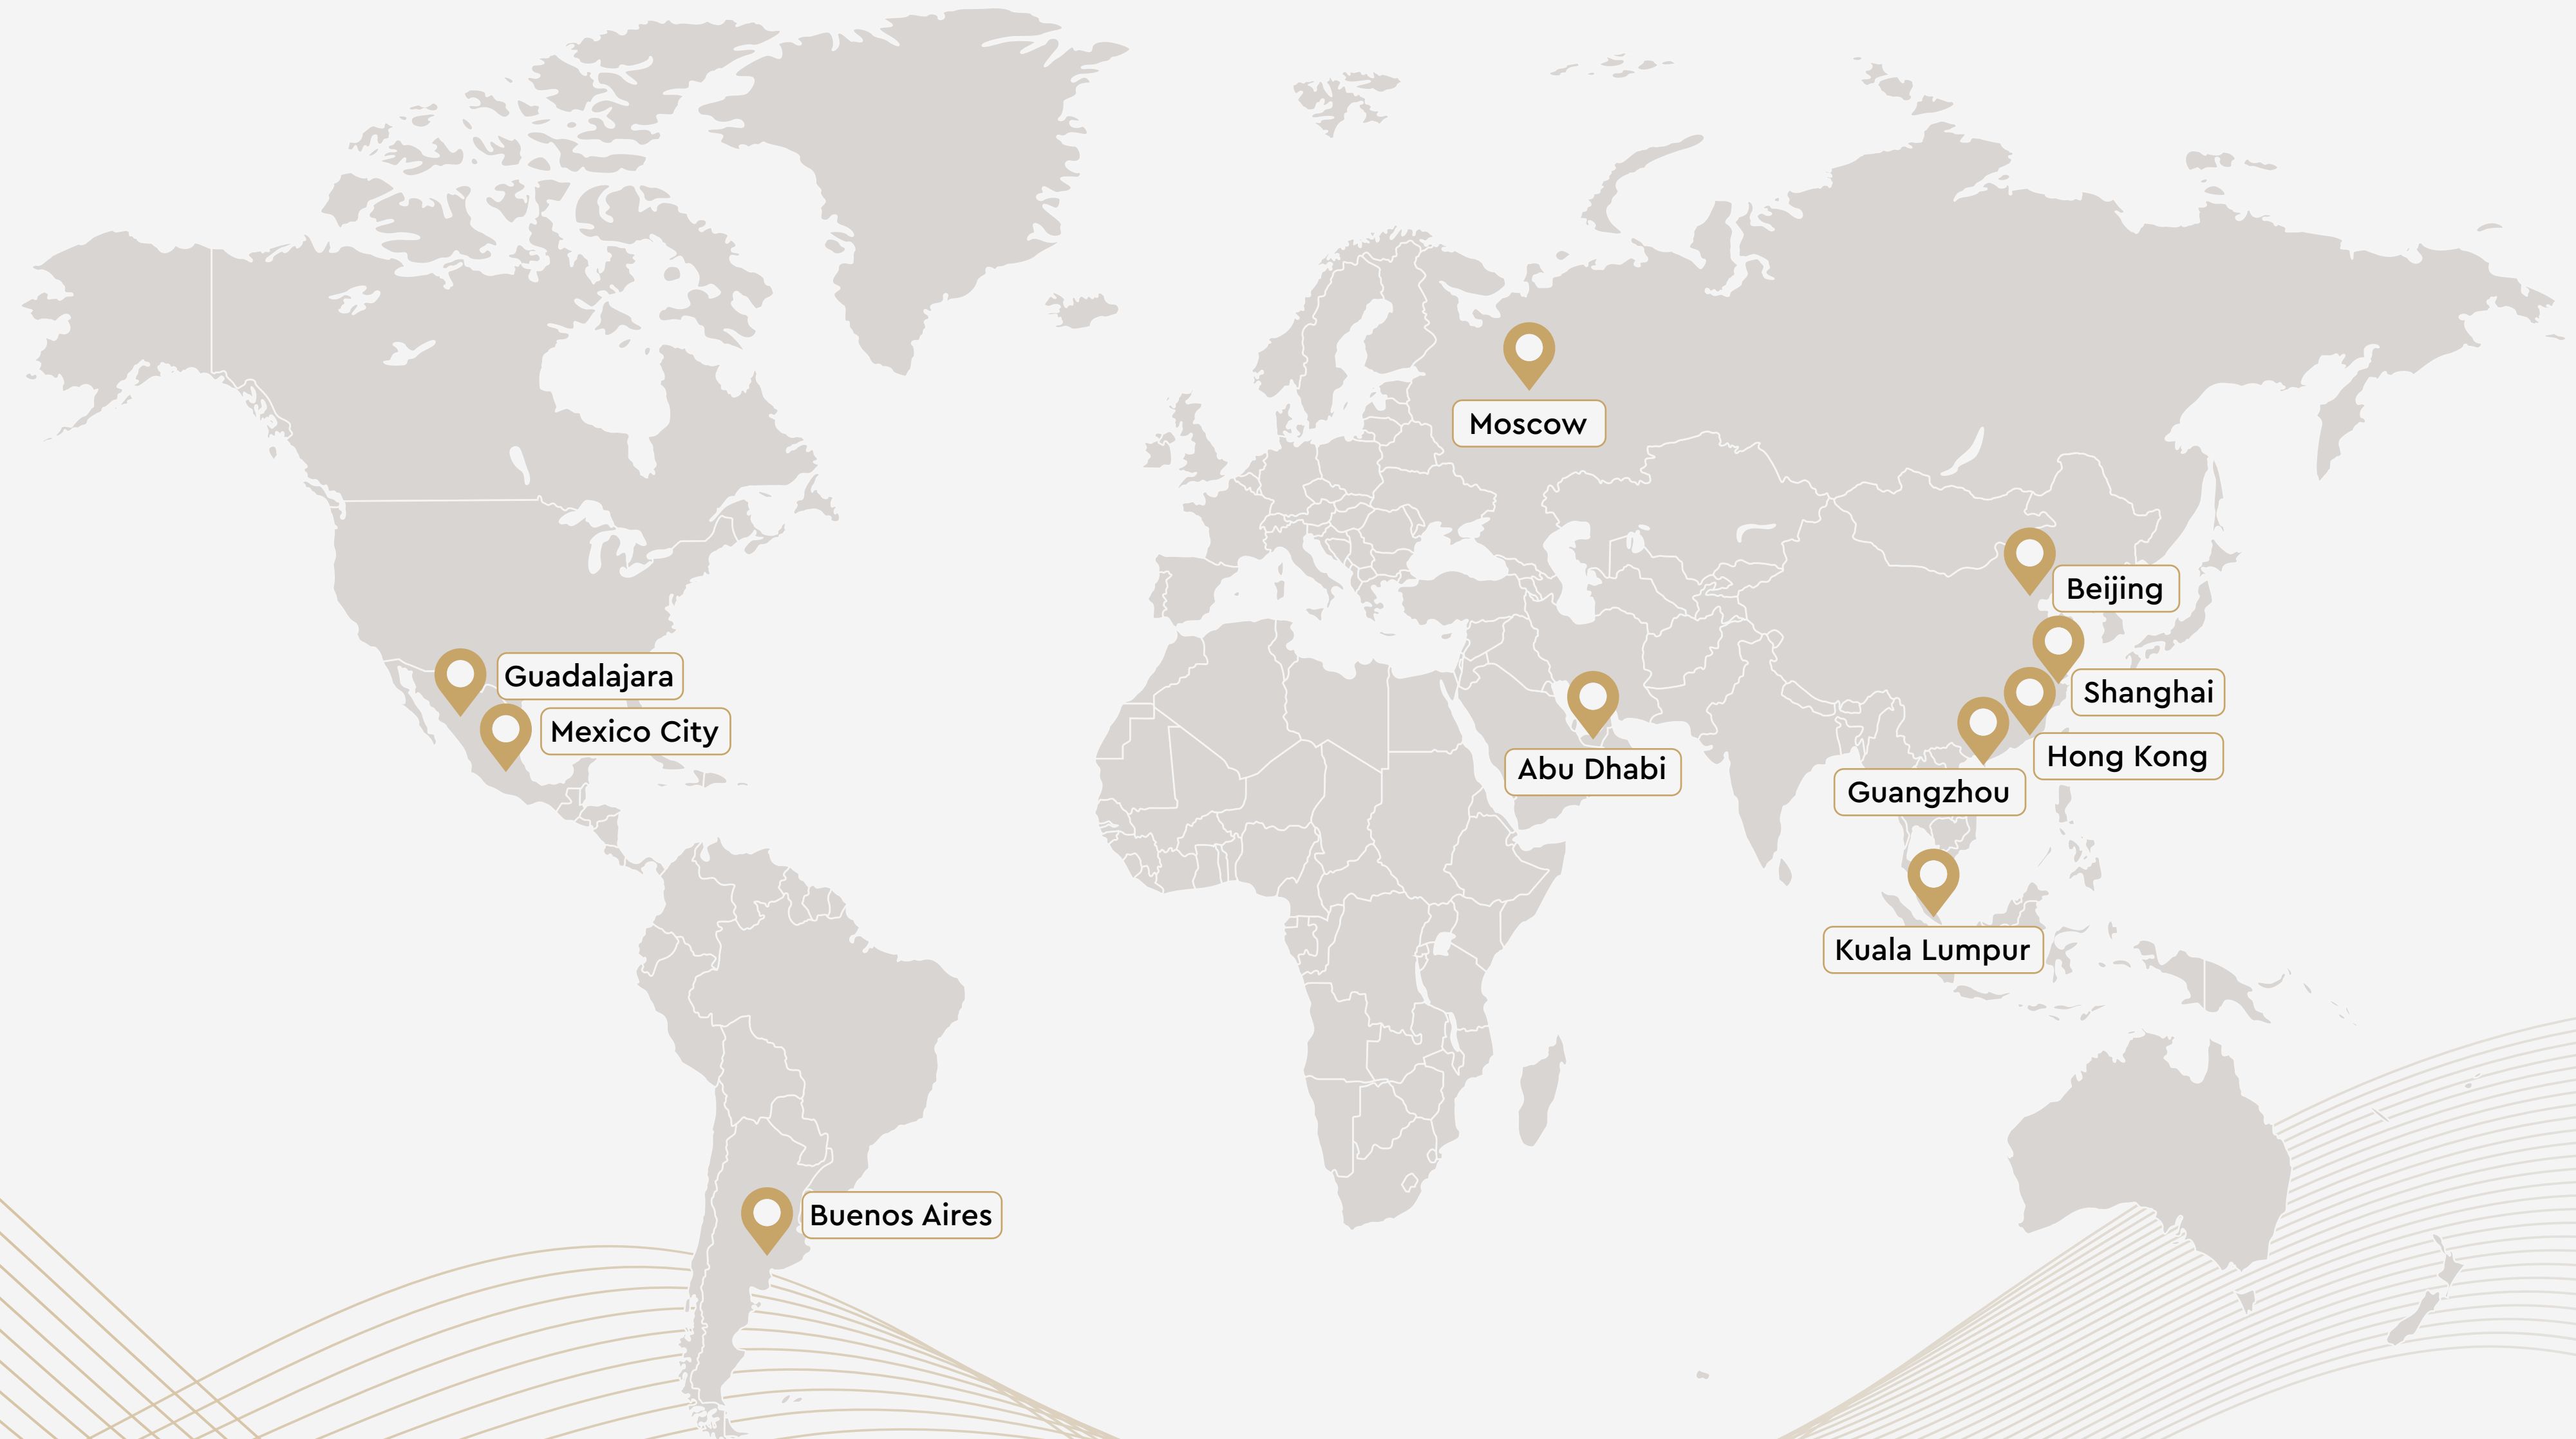 Moscow
Beijing
Guadalajara
Shanghai
Mexico City
Hong Kong
Abu Dhabi
Guangzhou
Kuala Lumpur
Buenos Aires